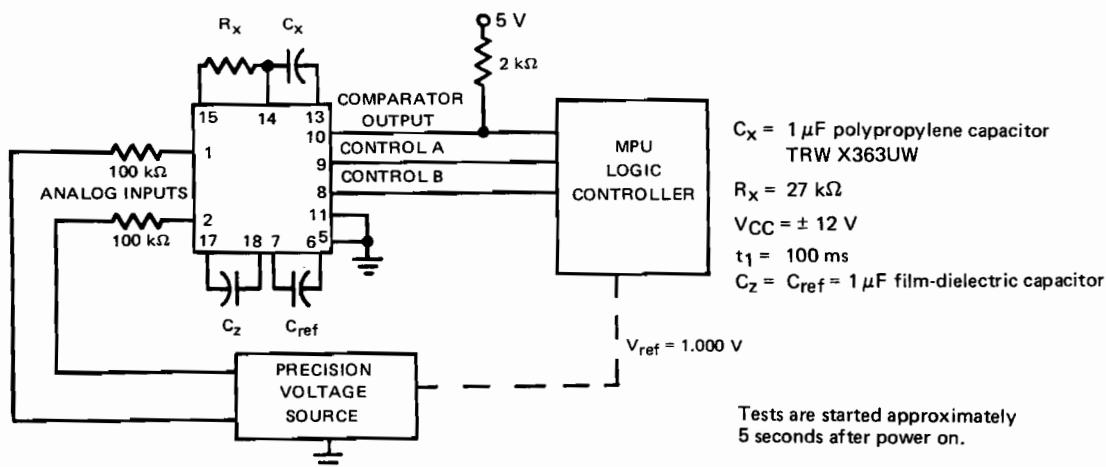 Rx Cx
5 V
2 kΩ
15 14 13
COMPARATOR
OUTPUT
10
CONTROL A
9
CONTROL B
8
11
5
1
100 kΩ
ANALOG INPUTS
2
100 kΩ
17 18 7 6
Cz Cref
MPU
LOGIC
CONTROLLER
Cx = 1 μF polypropylene capacitor
TRW X363UW
Rx = 27 kΩ
VCC = ± 12 V
t1 = 100 ms
Cz = Cref = 1 μF film-dielectric capacitor
Vref = 1.000 V
PRECISION
VOLTAGE
SOURCE
Tests are started approximately
5 seconds after power on.